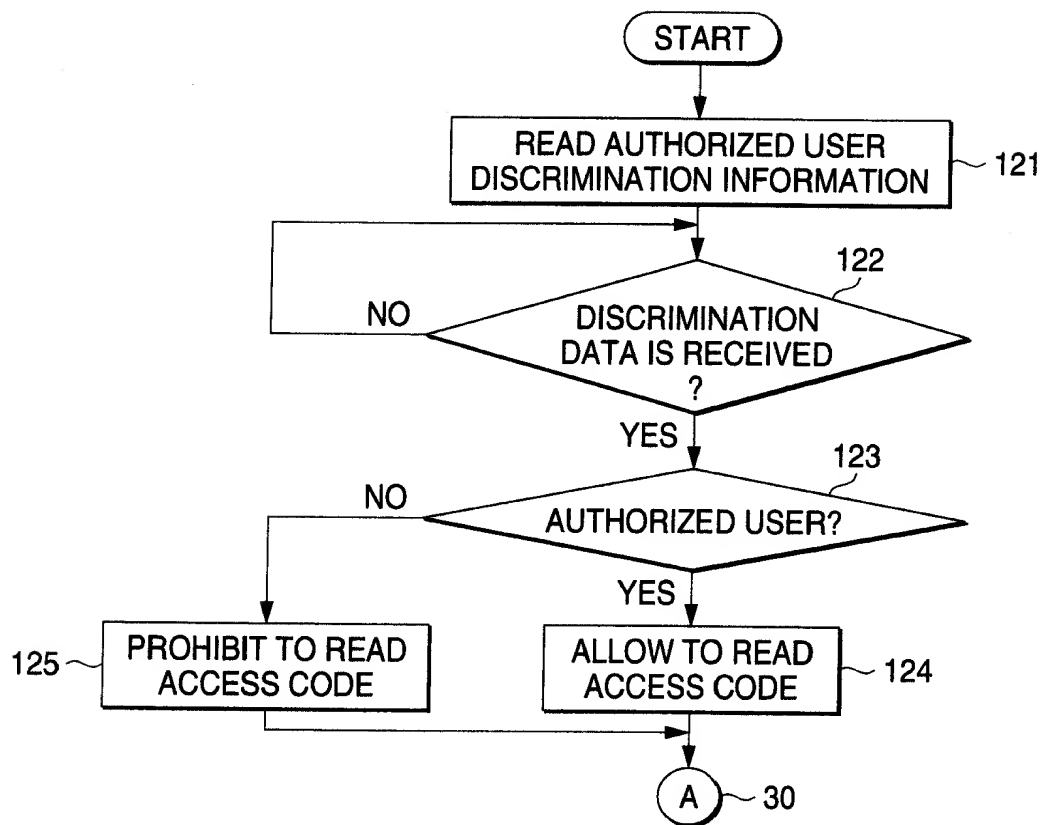 START
READ AUTHORIZED USER
DISCRIMINATION INFORMATION
121
122
NO
DISCRIMINATION
DATA IS RECEIVED
?
YES
123
NO
AUTHORIZED USER?
YES
125
PROHIBIT TO READ
ACCESS CODE
ALLOW TO READ
ACCESS CODE
124
A
30